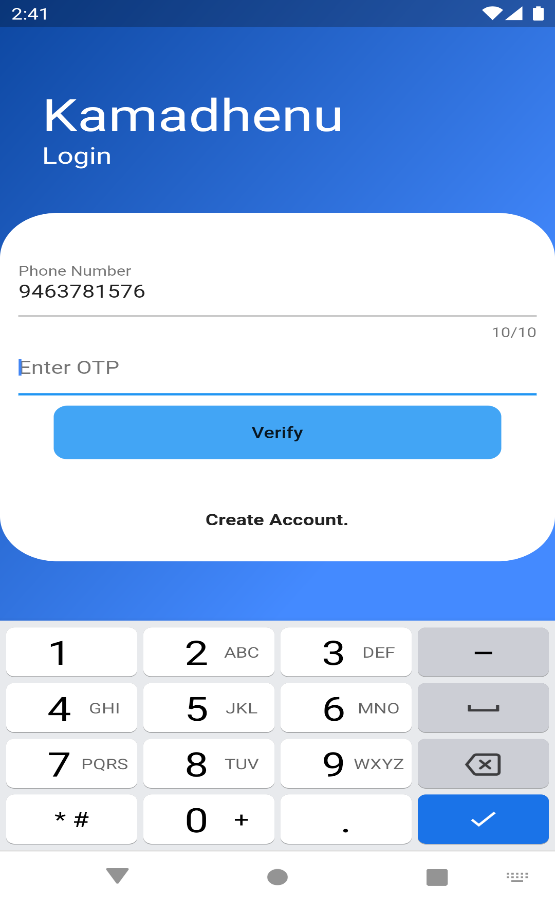 2:41
Kamadhenu
Login
Phone Number
9463781576
10/10
Enter OTP
Verify
Create Account.
1 2 ABC 3 DEF –
4 GHI 5 JKL 6 MNO
7 PQRS 8 TUV 9 WXYZ
* # 0 + .